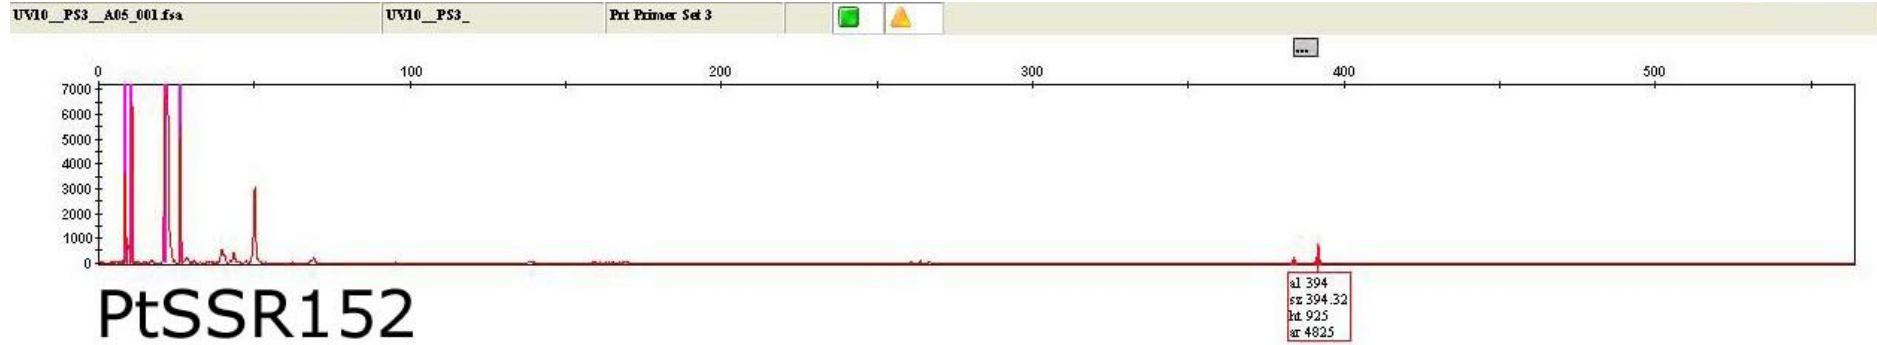 UV10__PS3__A05_001.fsa UV10__PS3_ Prt Primer Set 3
...
0 100 200 300 400 500
7000
6000
5000
4000
3000
2000
1000
0
al 394
sz 394.32
ht 925
ar 4825
PtSSR152